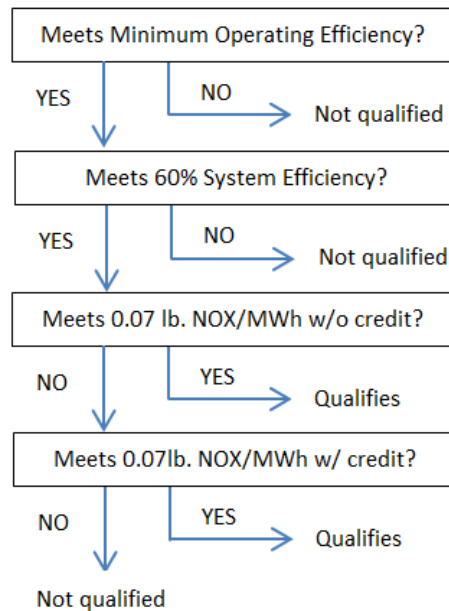 Meets Minimum Operating Efficiency?
YES
NO
Not qualified
Meets 60% System Efficiency?
YES
NO
Not qualified
Meets 0.07 lb. NOX/MWh w/o credit?
NO
YES
Qualifies
Meets 0.07lb. NOX/MWh w/ credit?
NO
YES
Qualifies
Not qualified